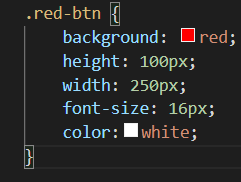 .red-btn {
background: red;
height: 100px;
width: 250px;
font-size: 16px;
color: white;
}